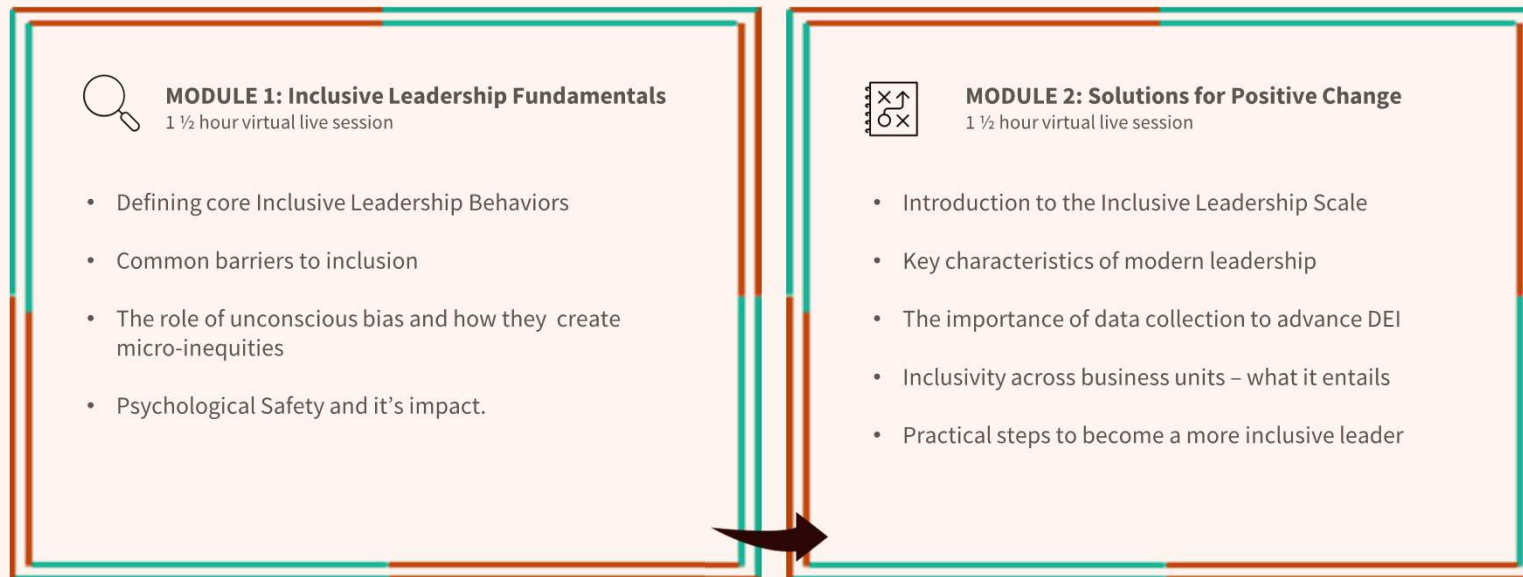 MODULE 1: Inclusive Leadership Fundamentals
1 ½ hour virtual live session
• Defining core Inclusive Leadership Behaviors
• Common barriers to inclusion
• The role of unconscious bias and how they  create
micro-inequities
• Psychological Safety and it’s impact.
MODULE 2: Solutions for Positive Change
1 ½ hour virtual live session
• Introduction to the Inclusive Leadership Scale
• Key characteristics of modern leadership
• The importance of data collection to advance DEI
• Inclusivity across business units – what it entails
• Practical steps to become a more inclusive leader